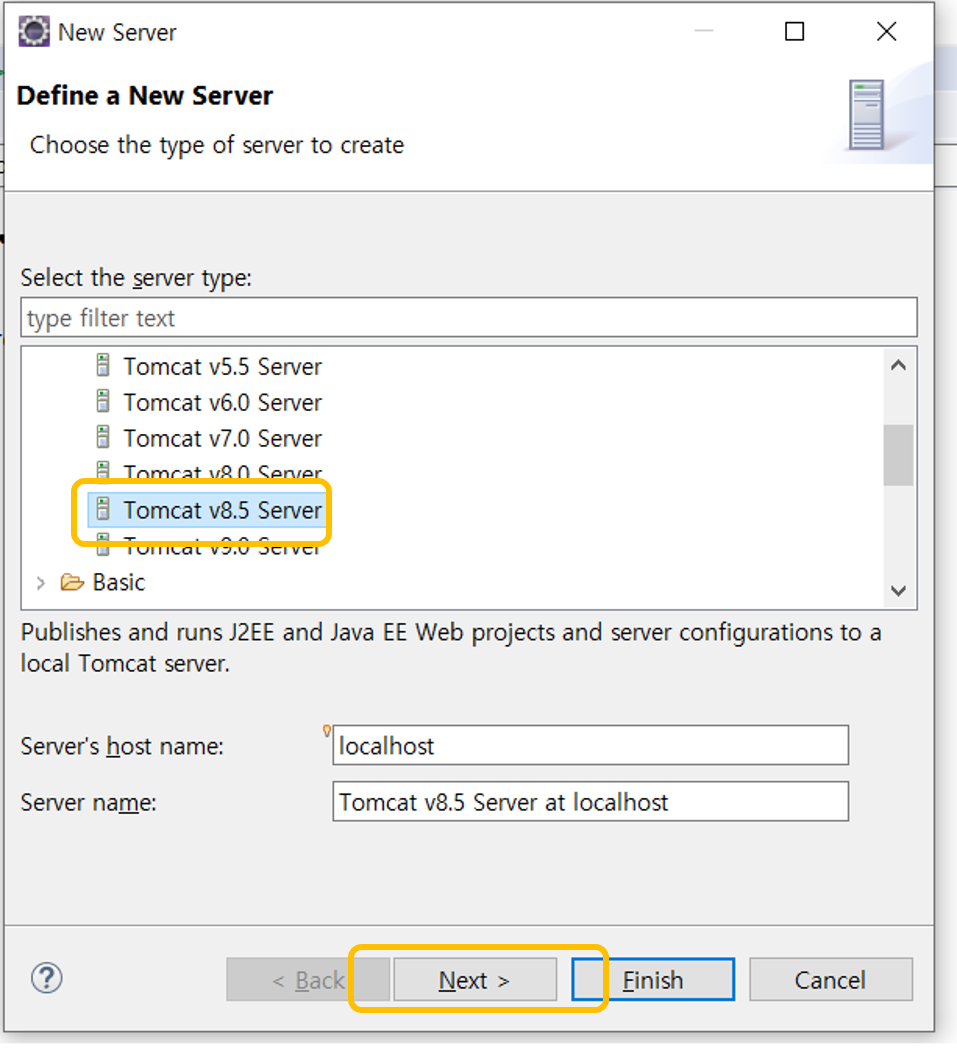 New Server
Define a New Server
Choose the type of server to create
Select the server type:
type filter text
Tomcat v5.5 Server
Tomcat v6.0 Server
Tomcat v7.0 Server
Tomcat v8.0 Server
Tomcat v8.5 Server
Tomcat v9.0 Server
Basic
Publishes and runs J2EE and Java EE Web projects and server configurations to a
local Tomcat server.
Server's host name: localhost
Server name: Tomcat v8.5 Server at localhost
< Back Next > Finish Cancel